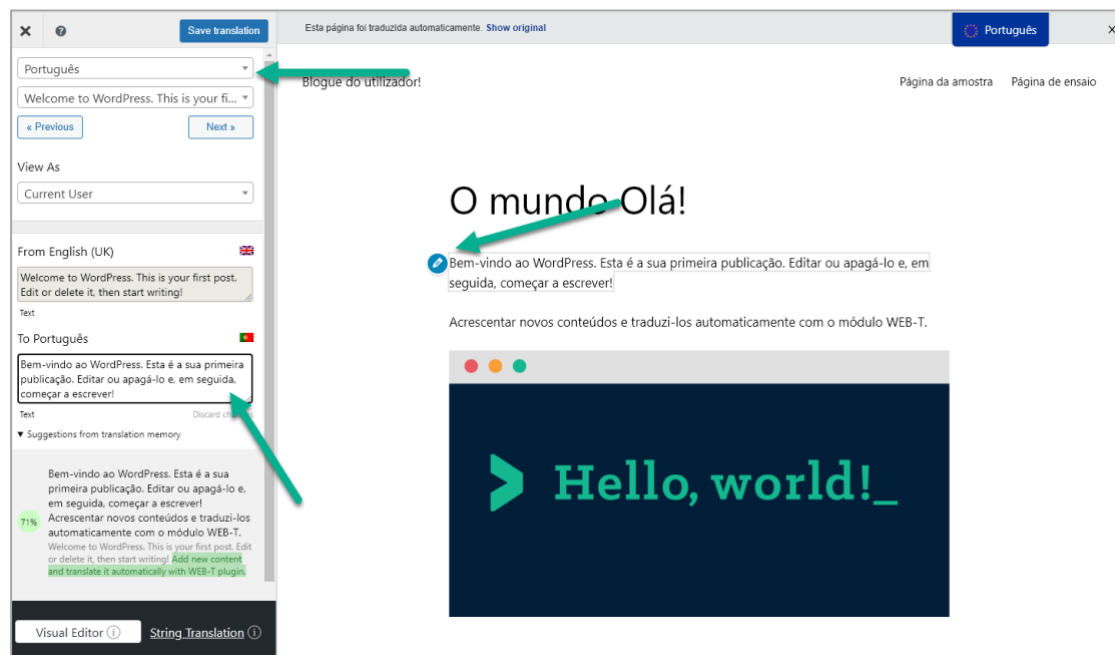 Save translation
Português
Welcome to WordPress. This is your fi...
« Previous
Next »
View As
Current User
From English (UK)
Welcome to WordPress. This is your first post.
Edit or delete it, then start writing!
Text
To Português
Bem-vindo ao WordPress. Esta é a sua primeira
publicação. Editar ou apagá-lo e, em seguida,
começar a escrever!
Text
Discard changes
▼ Suggestions from translation memory
71%
Bem-vindo ao WordPress. Esta é a sua
primeira publicação. Editar ou apagá-lo e,
em seguida, começar a escrever!
Acrescentar novos conteúdos e traduzi-los
automaticamente com o módulo WEB-T.
Welcome to WordPress. This is your first post. Edit
or delete it, then start writing! Add new content
and translate it automatically with WEB-T plugin.
Visual Editor
String Translation
Esta página foi traduzida automaticamente. Show original
Português
Blogue do utilizador!
Página da amostra
Página de ensaio
O mundo Olá!
Bem-vindo ao WordPress. Esta é a sua primeira publicação. Editar ou apagá-lo e, em
seguida, começar a escrever!
Acrescentar novos conteúdos e traduzi-los automaticamente com o módulo WEB-T.
> Hello, world!_